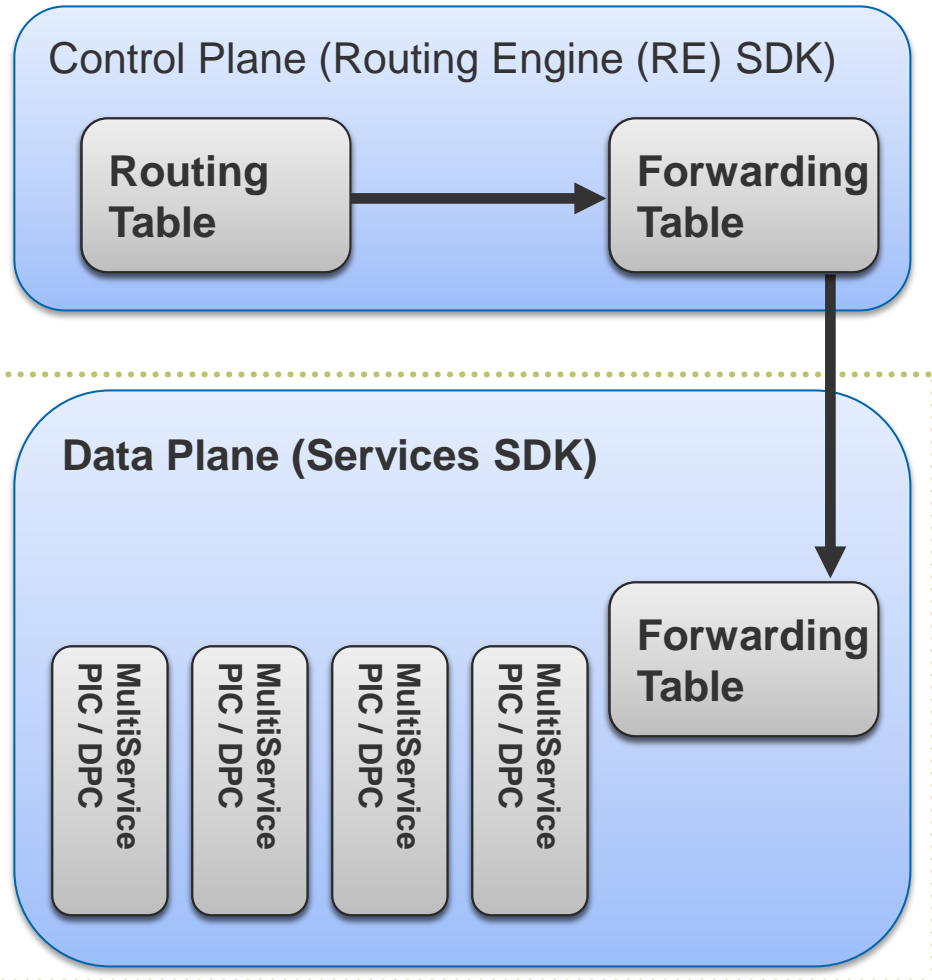 Control Plane (Routing Engine (RE) SDK)
Routing
Table
Forwarding
Table
Data Plane (Services SDK)
Forwarding
Table
MultiService
PIC / DPC
MultiService
PIC / DPC
MultiService
PIC / DPC
MultiService
PIC / DPC